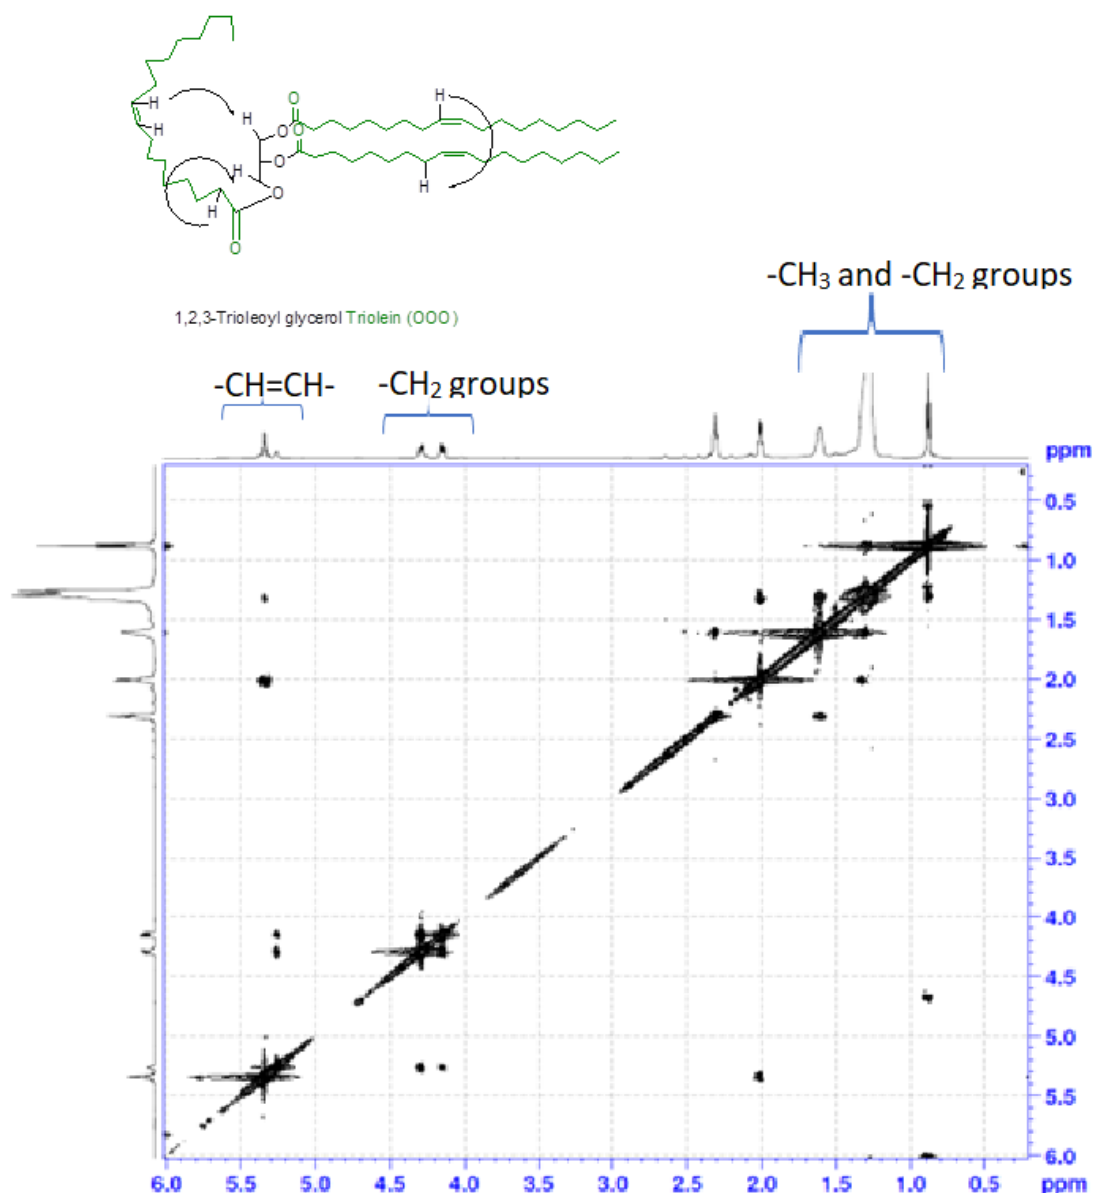 H
H
H
H
H
H
H
O
O
O
O
O
O
1,2,3-Trioleoyl glycerol Triolein (OOO)
-CH₃ and -CH₂ groups
-CH=CH-
-CH₂ groups
ppm
0.5
1.0
1.5
2.0
2.5
3.0
3.5
4.0
4.5
5.0
5.5
6.0
6.0 5.5 5.0 4.5 4.0 3.5 3.0 2.5 2.0 1.5 1.0 0.5 ppm